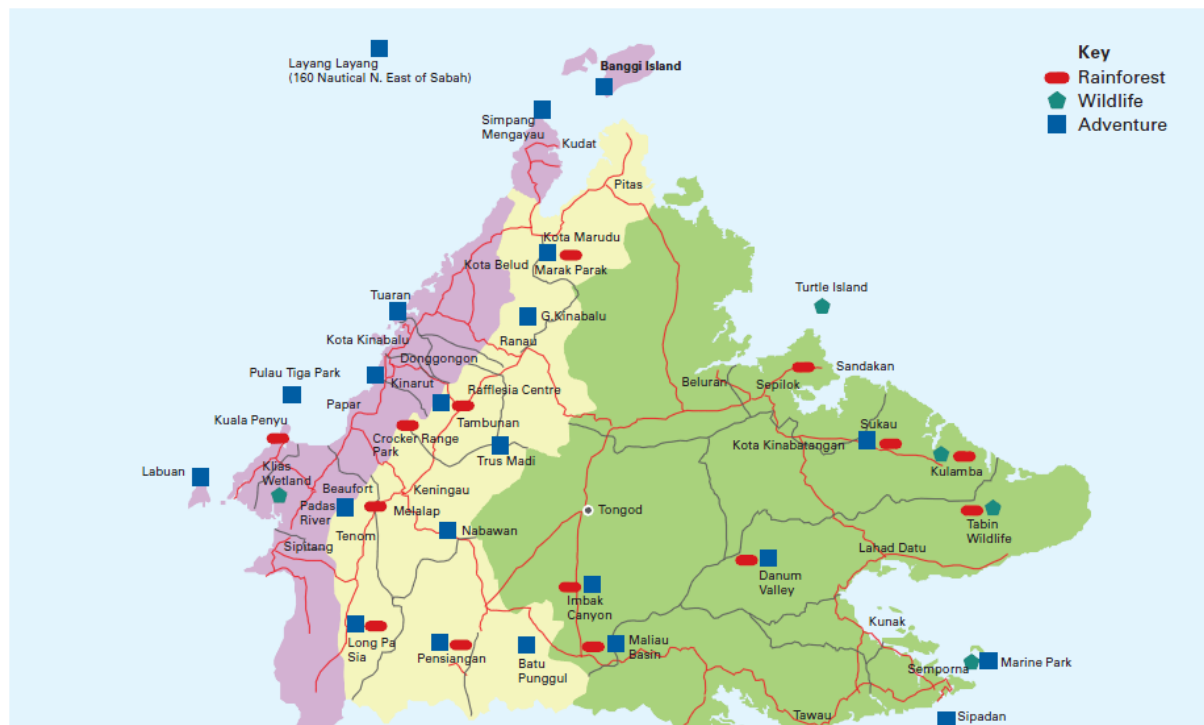 Layang Layang
(160 Nautical N. East of Sabah)
Banggi Island
Key
Rainforest
Wildlife
Adventure
Simpang
Mengayau
Kudat
Pitas
Kota Marudu
Marak Parak
Kota Belud
Turtle Island
Tuaran
G.Kinabalu
Ranau
Kota Kinabalu
Donggongon
Pulau Tiga Park
Kinarut
Rafflesia Centre
Beluran
Sepilok
Sandakan
Papar
Tambunan
Kuala Penyu
Crocker Range
Park
Trus Madi
Sukau
Kota Kinabatangan
Kulamba
Labuan
Klias
Wetland
Beaufort
Keningau
Padas
River
Melalap
Tongod
Nabawan
Tenom
Tabin
Wildlife
Sipitang
Lahad Datu
Danum
Valley
Imbak
Canyon
Kunak
Long Pa
Sia
Pensiangan
Batu
Punggul
Maliau
Basin
Semporna
Marine Park
Tawau
Sipadan